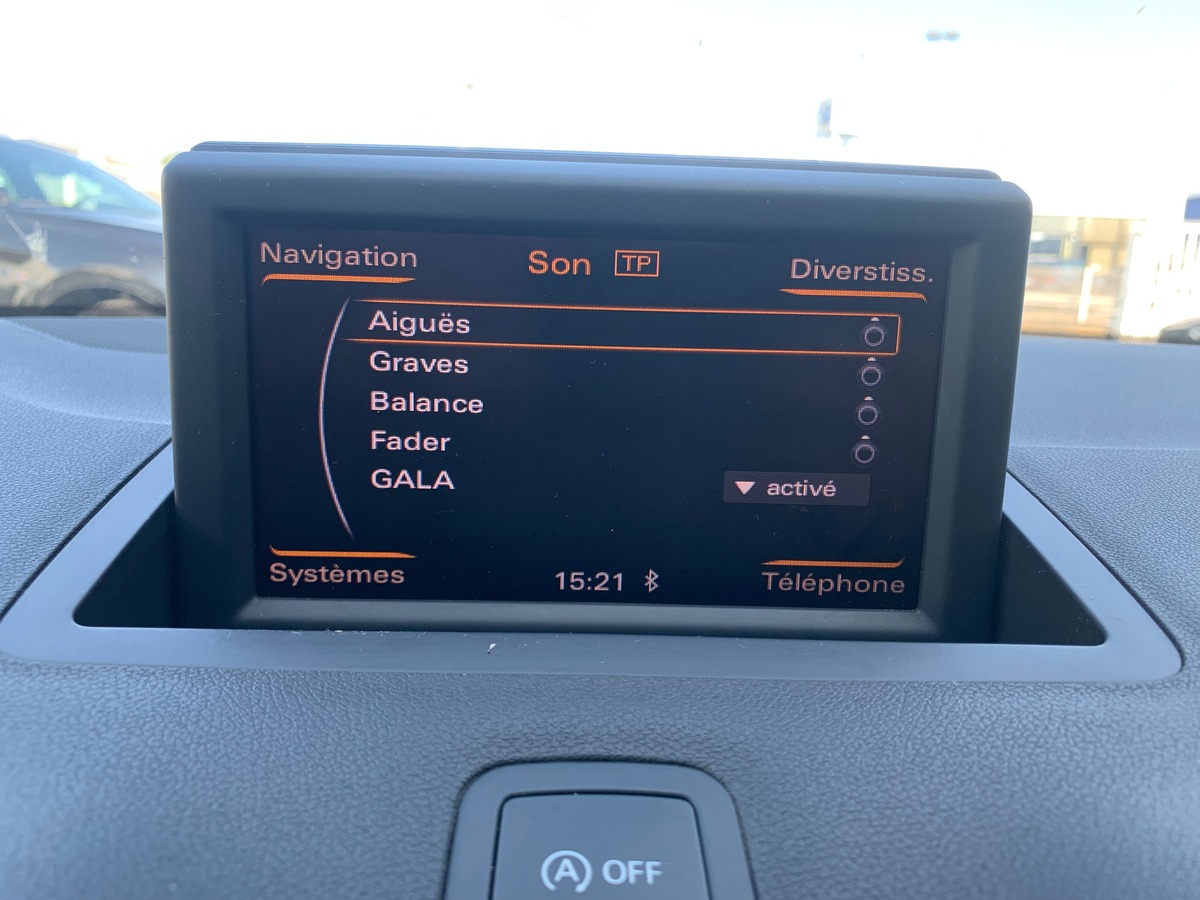 Navigation Son TP Diverstiss.
Aiguës
Graves
Balance
Fader
GALA activé
Systèmes 15:21 Téléphone
A OFF